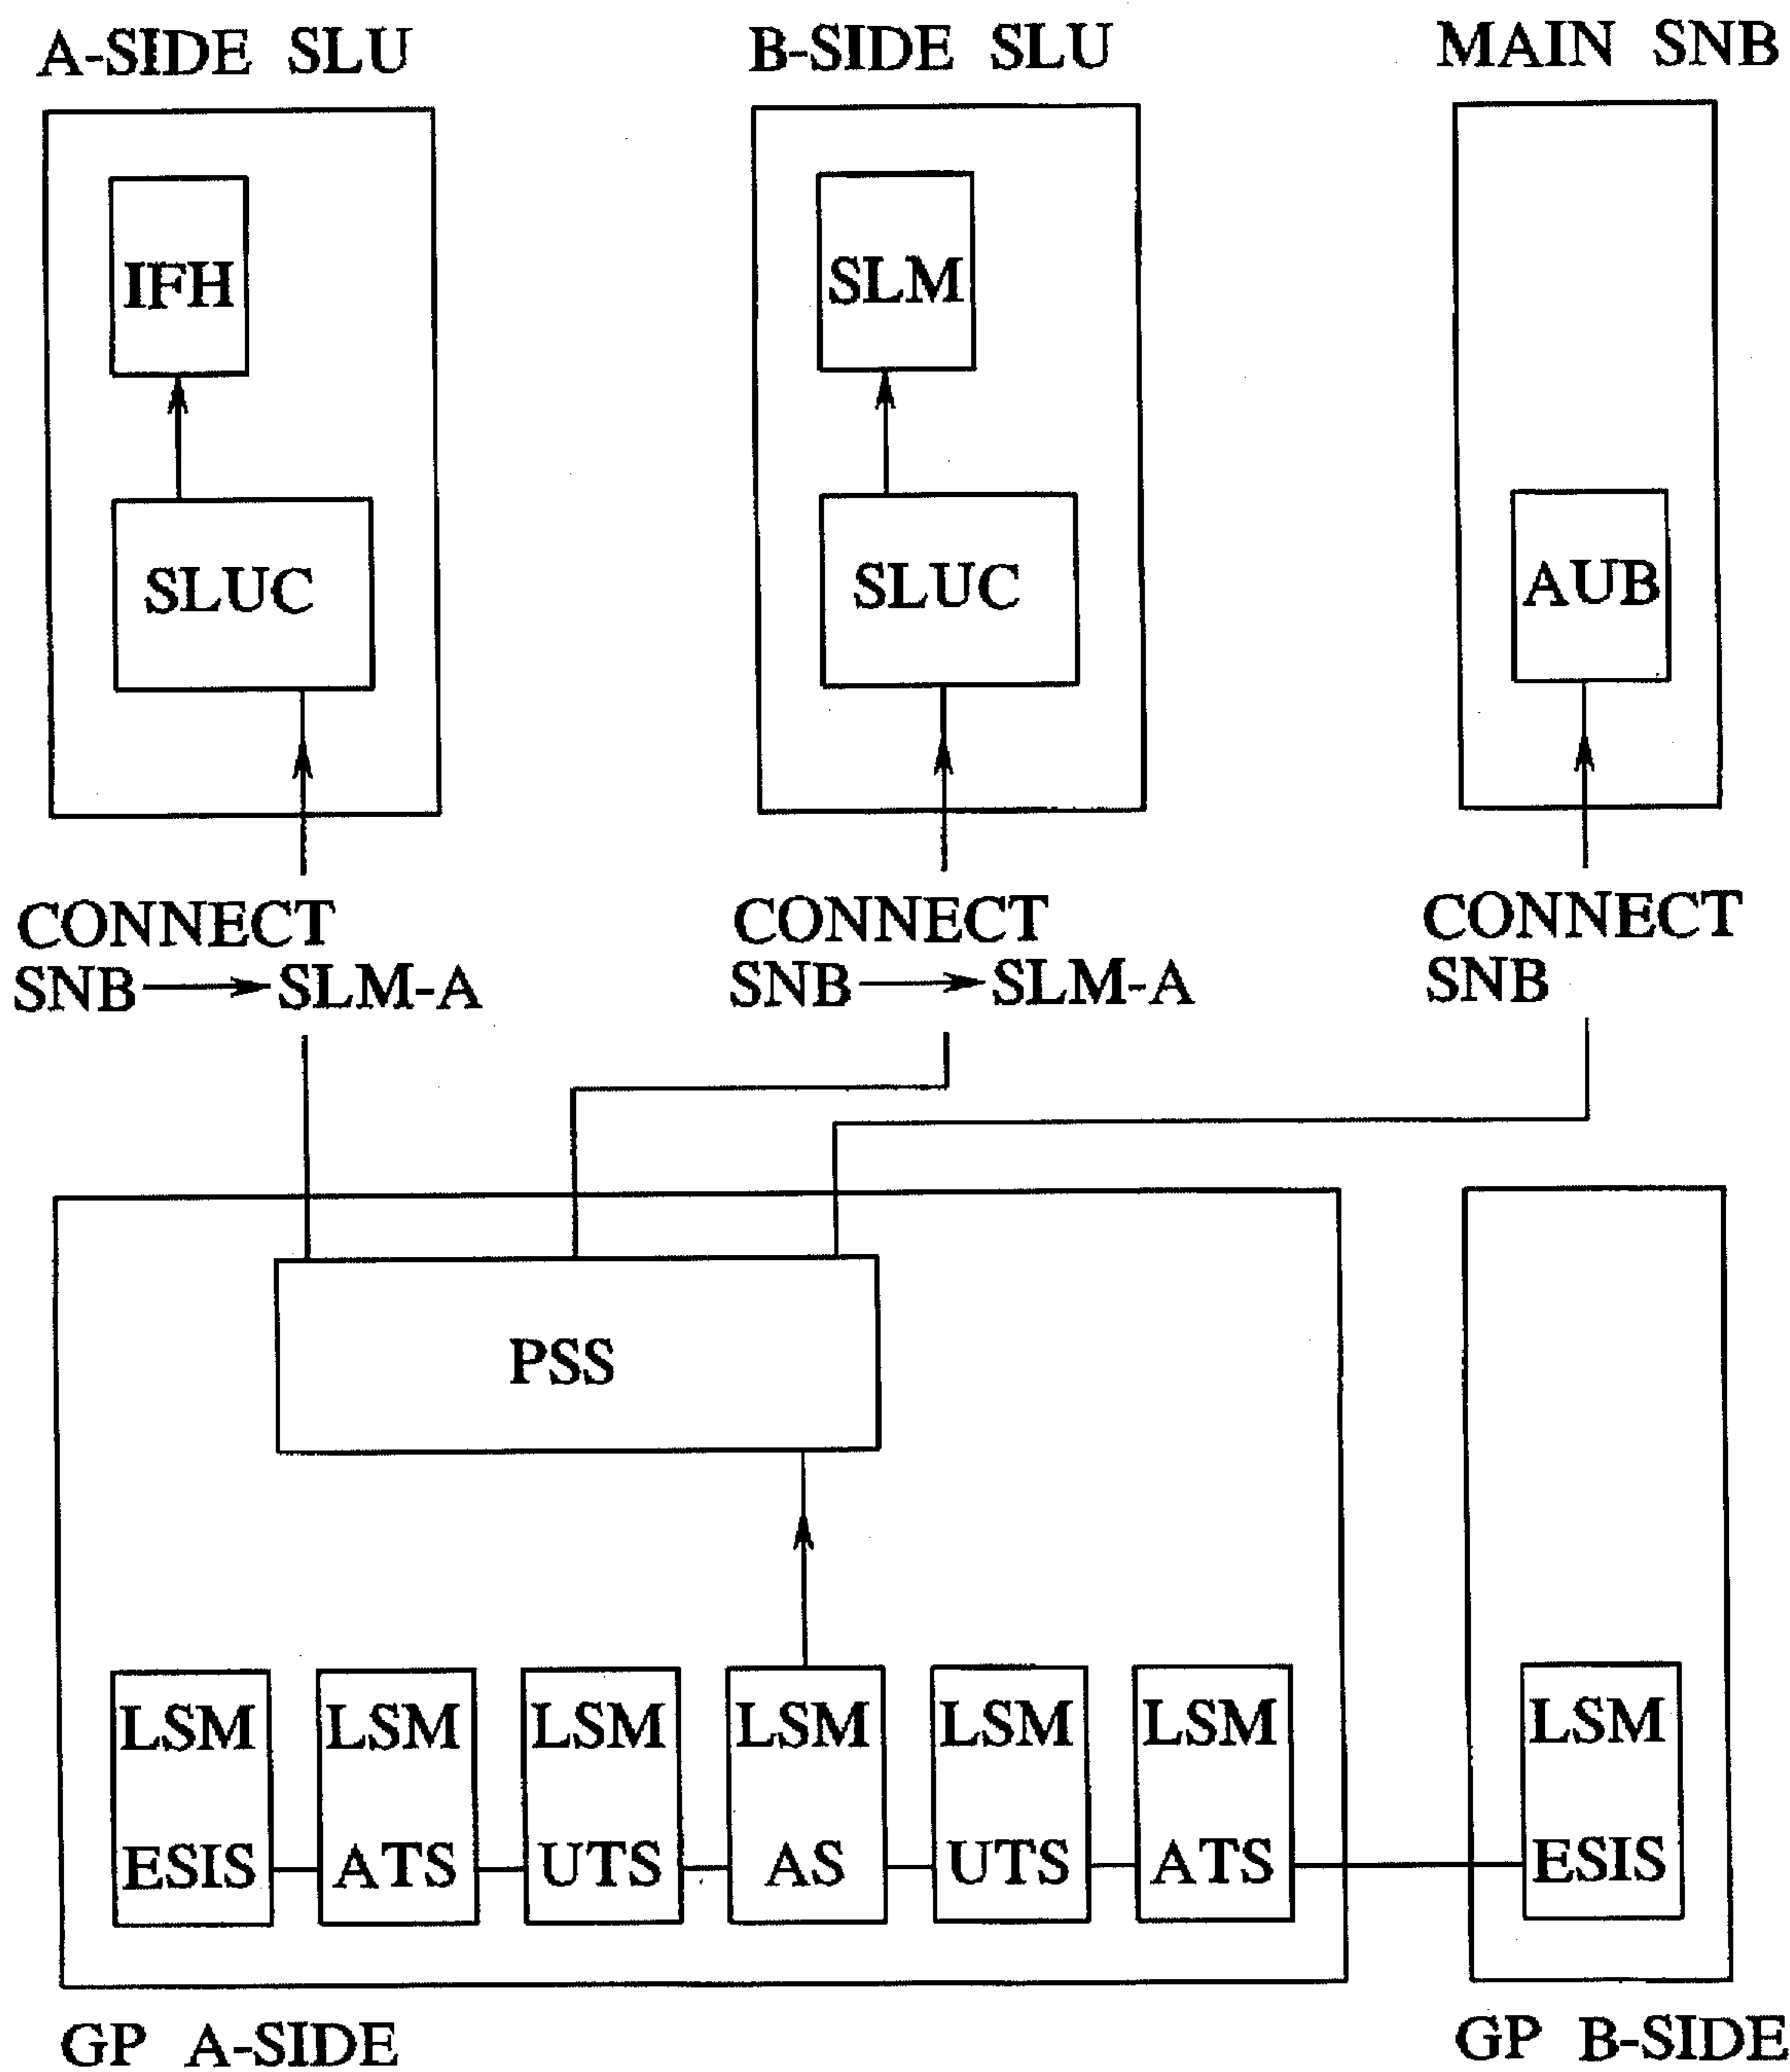 A-SIDE SLU
B-SIDE SLU
MAIN SNB
IFH
SLM
SLUC
SLUC
AUB
CONNECT
SNB → SLM-A
CONNECT
SNB → SLM-A
CONNECT
SNB
PSS
LSM
ESIS
LSM
ATS
LSM
UTS
LSM
AS
LSM
UTS
LSM
ATS
LSM
ESIS
GP A-SIDE
GP B-SIDE